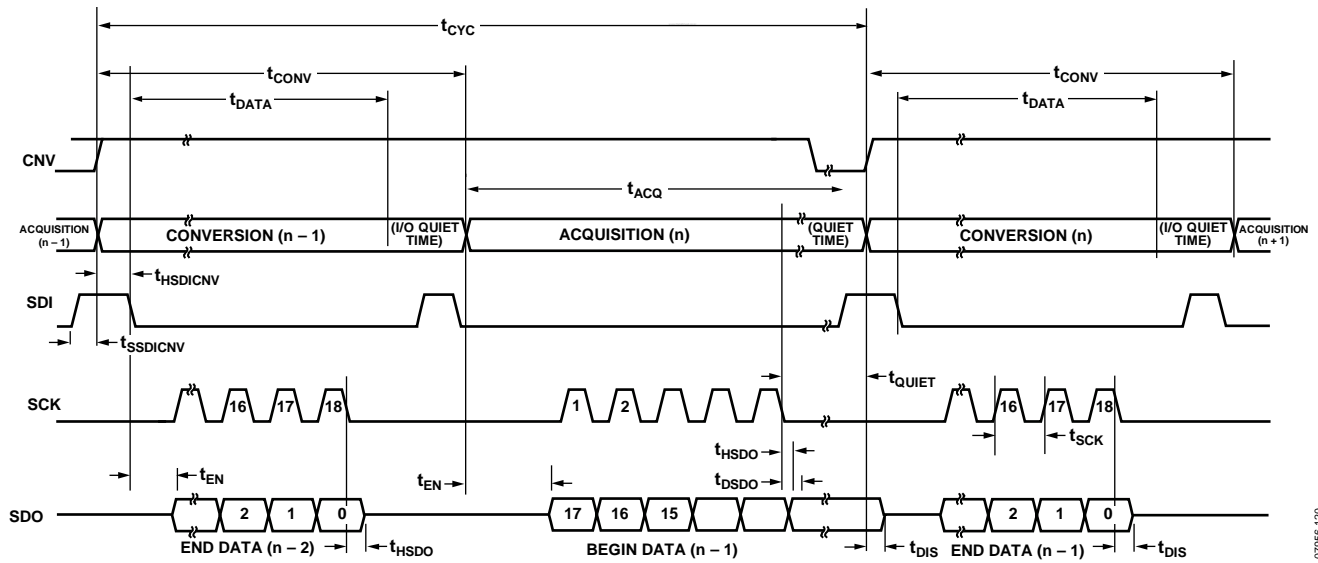 tCYC
tCONV
tCONV
tDATA
tDATA
CNV
tACQ
ACQUISITION
(n – 1)
CONVERSION (n – 1)
(I/O QUIET
TIME)
ACQUISITION (n)
(QUIET
TIME)
CONVERSION (n)
(I/O QUIET
TIME)
ACQUISITION
(n + 1)
tHSDICNV
SDI
tSSDICNV
tQUIET
SCK
16 17 18
1 2
16 17 18
tSCK
tHSDO
tEN
tEN
tDSDO
SDO
2 1 0
17 16 15
2 1 0
END DATA (n – 2)
tHSDO
BEGIN DATA (n – 1)
tDIS
END DATA (n – 1)
tDIS
07956-120